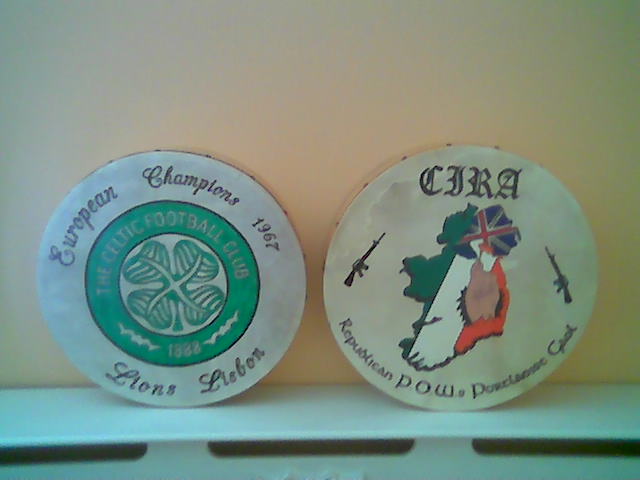 European Champions 1967
THE CELTIC FOOTBALL CLUB
1888
Lions Lisbon
CIRA
Republican P.O.W.s Portlaoise Gaol